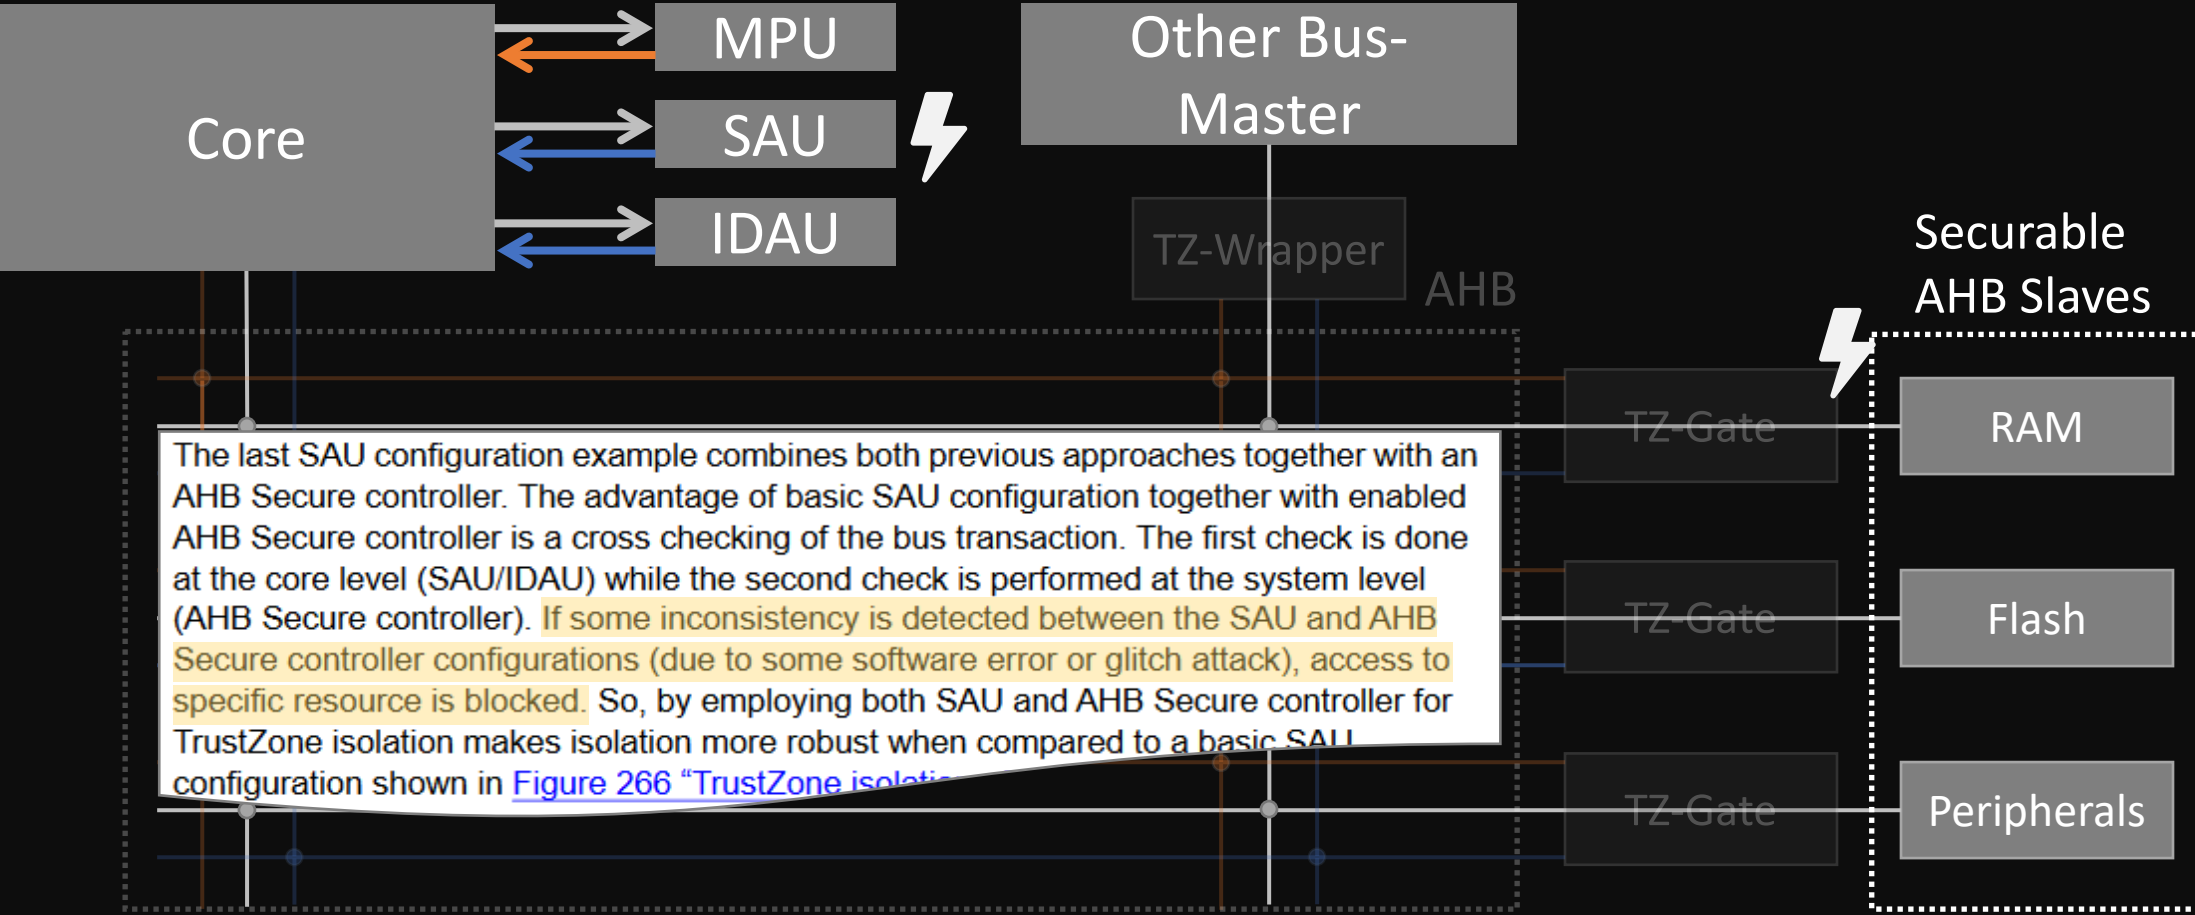 Core
MPU
SAU
IDAU
Other Bus-
Master
TZ-Wrapper
AHB
Securable
AHB Slaves
TZ-Gate
RAM
TZ-Gate
Flash
TZ-Gate
Peripherals
The last SAU configuration example combines both previous approaches together with an
AHB Secure controller. The advantage of basic SAU configuration together with enabled
AHB Secure controller is a cross checking of the bus transaction. The first check is done
at the core level (SAU/IDAU) while the second check is performed at the system level
(AHB Secure controller). If some inconsistency is detected between the SAU and AHB
Secure controller configurations (due to some software error or glitch attack), access to
specific resource is blocked. So, by employing both SAU and AHB Secure controller for
TrustZone isolation makes isolation more robust when compared to a basic SAU
configuration shown in Figure 266 “TrustZone isolatio